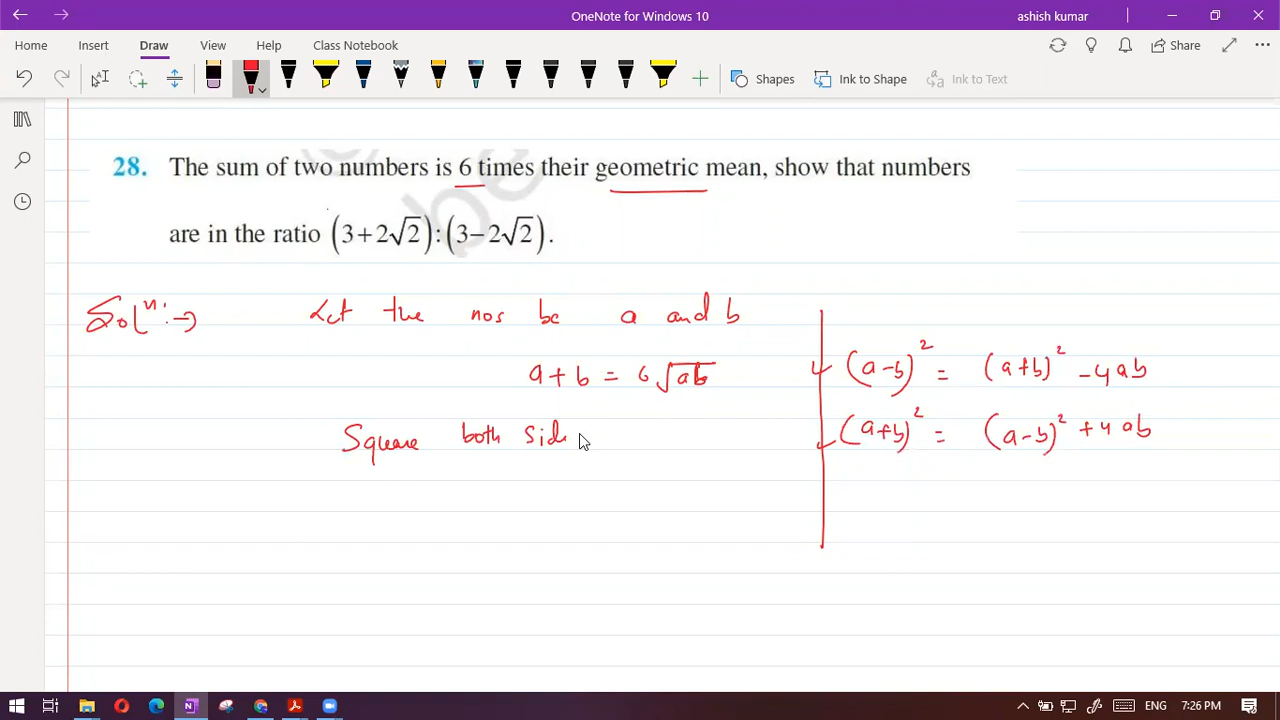 OneNote for Windows 10
ashish kumar
Home Insert Draw View Help Class Notebook
Share
Shapes Ink to Shape Ink to Text
28. The sum of two numbers is 6 times their geometric mean, show that numbers
are in the ratio (3+2√2):(3−2√2).
Solⁿ:→ Let the nos be a and b
a+b = 6√ab
Square both Sid
(a-b)² = (a+b)² -4ab
(a+b)² = (a-b)² +4ab
ENG 7:26 PM